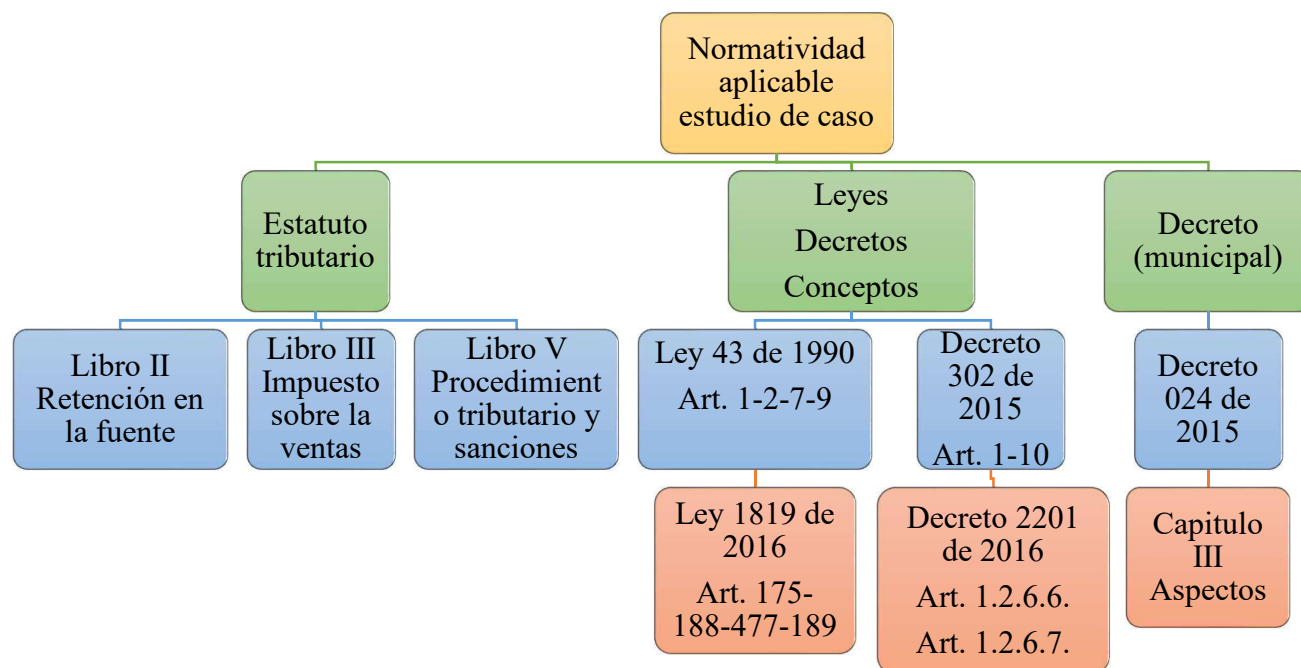 Normatividad
aplicable
estudio de caso
Estatuto
tributario
Leyes
Decretos
Conceptos
Decreto
(municipal)
Libro II
Retención en
la fuente
Libro III
Impuesto
sobre la
ventas
Libro V
Procedimient
o tributario y
sanciones
Ley 43 de 1990
Art. 1-2-7-9
Decreto
302 de
2015
Art. 1-10
Decreto
024 de
2015
Ley 1819 de
2016
Art. 175-
188-477-189
Decreto 2201
de 2016
Art. 1.2.6.6.
Art. 1.2.6.7.
Capitulo
III
Aspectos